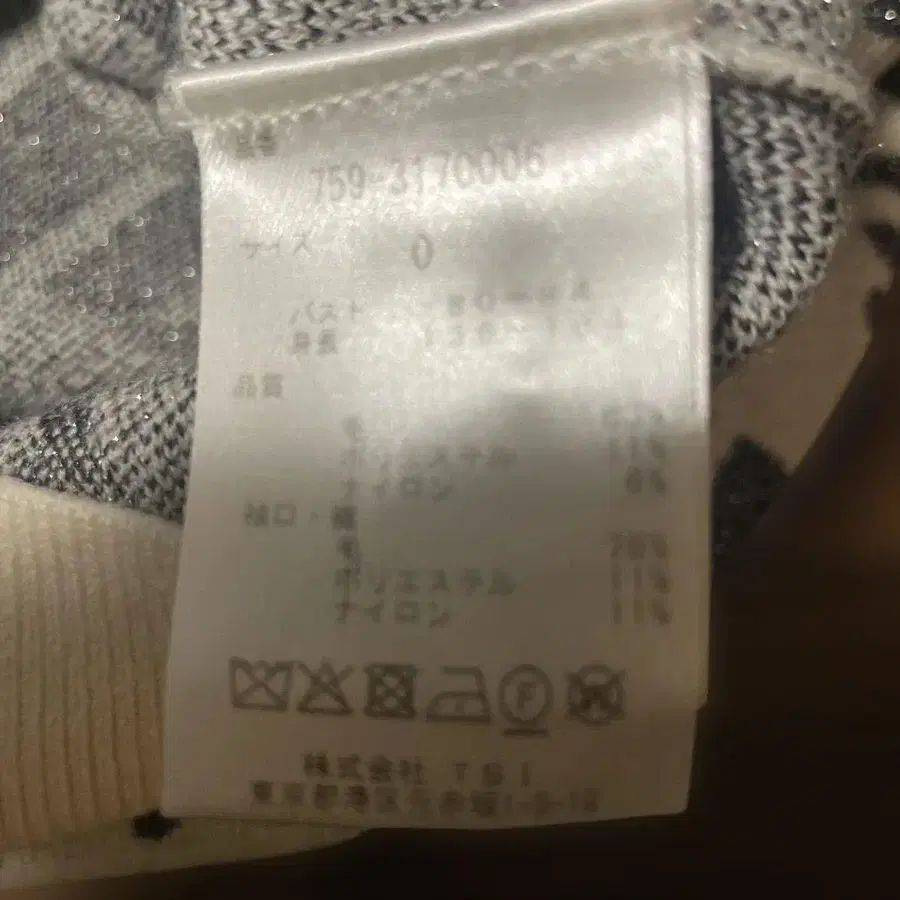 品番
759-3170006
サイズ 0
バスト 80-8
身長
品質
毛
ポリエステル 11%
ナイロン 6%
袖口・裾
毛 78%
ポリエステル 11%
ナイロン 11%
F
W
株式会社 TSI
東京都港区